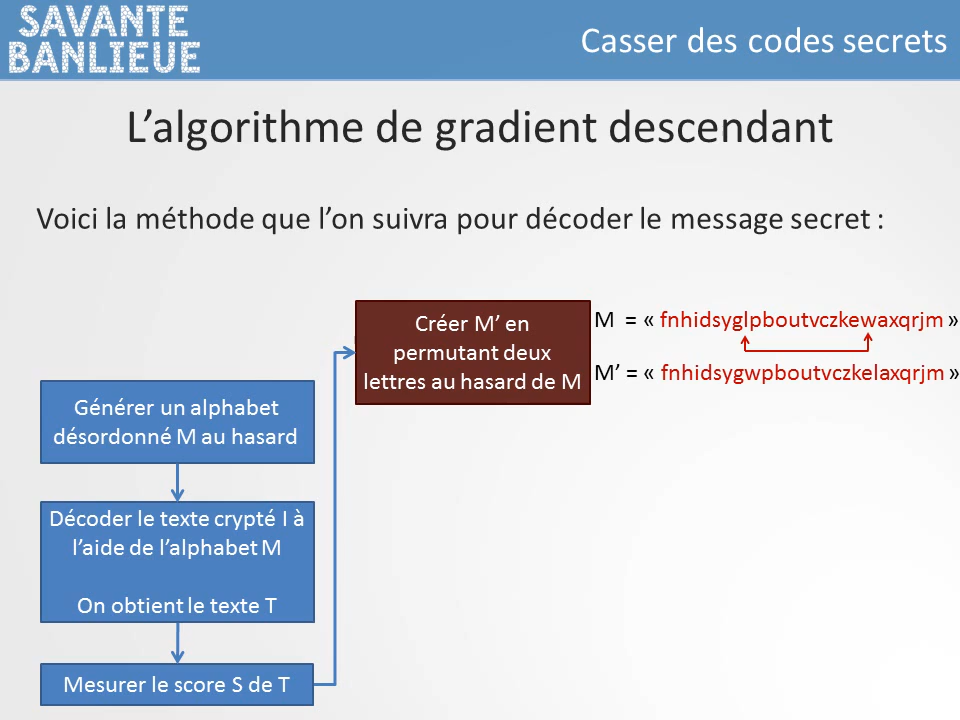 SAVANTE
BANLIEUE
Casser des codes secrets
L’algorithme de gradient descendant
Voici la méthode que l’on suivra pour décoder le message secret :
Créer M’ en
permutant deux
lettres au hasard de M
M = « fnhidsyglpboutvczkewaxqrjm »
M’ = « fnhidsygwpboutvczkelaxqrjm »
Générer un alphabet
désordonné M au hasard
Décoder le texte crypté I à
l’aide de l’alphabet M
On obtient le texte T
Mesurer le score S de T